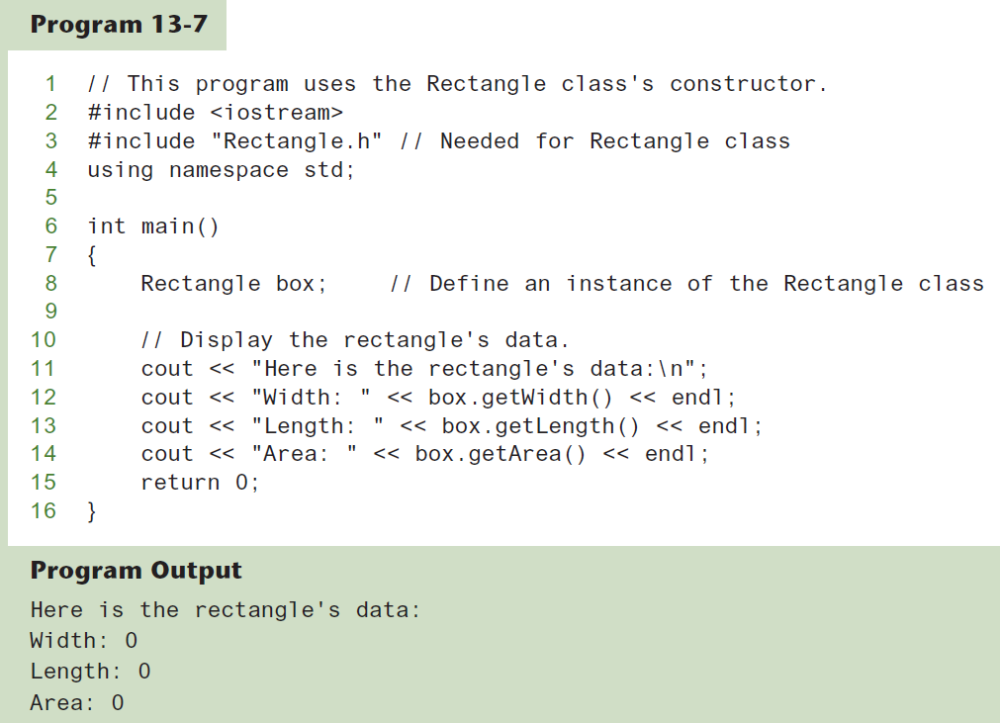 Program 13-7
1 // This program uses the Rectangle class's constructor.
2 #include <iostream>
3 #include "Rectangle.h" // Needed for Rectangle class
4 using namespace std;
5
6 int main()
7 {
8     Rectangle box;     // Define an instance of the Rectangle class
9
10     // Display the rectangle's data.
11     cout << "Here is the rectangle's data:\n";
12     cout << "Width: " << box.getWidth() << endl;
13     cout << "Length: " << box.getLength() << endl;
14     cout << "Area: " << box.getArea() << endl;
15     return 0;
16 }
Program Output
Here is the rectangle's data:
Width: 0
Length: 0
Area: 0